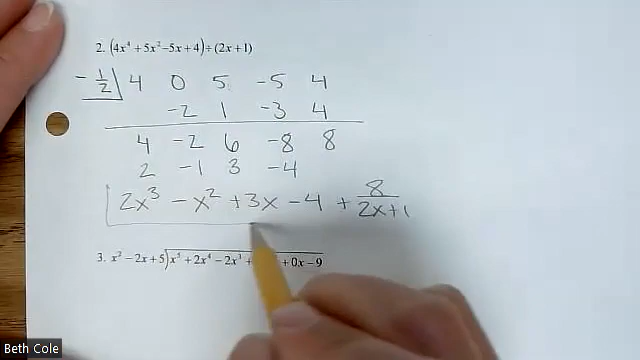 2. (4x⁴ + 5x² - 5x + 4) ÷ (2x + 1)
-1/2 | 4 0 5 -5 4
-2 1 -3 4
4 -2 6 -8 8
2 -1 3 -4
2x³ - x² + 3x - 4 + 8/(2x+1)
3. x² - 2x + 5) x⁵ + 2x⁴ - 2x³ + 0x - 9
Beth Cole